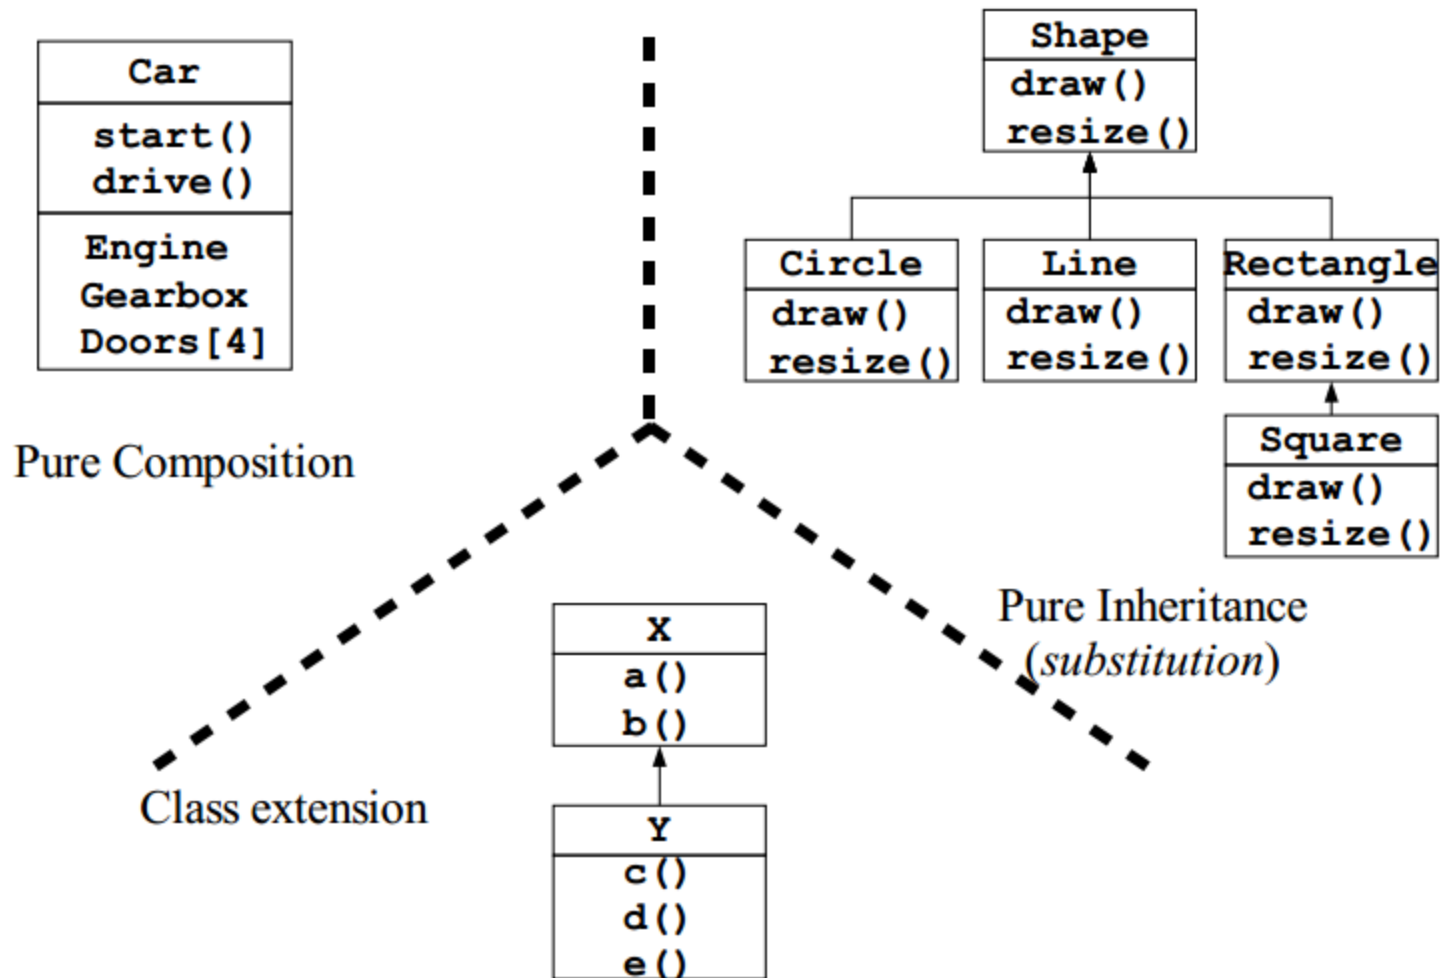 Car
start()
drive()
Engine
Gearbox
Doors[4]
Pure Composition
Shape
draw()
resize()
Circle
draw()
resize()
Line
draw()
resize()
Rectangle
draw()
resize()
Square
draw()
resize()
Pure Inheritance
(substitution)
Class extension
X
a()
b()
Y
c()
d()
e()